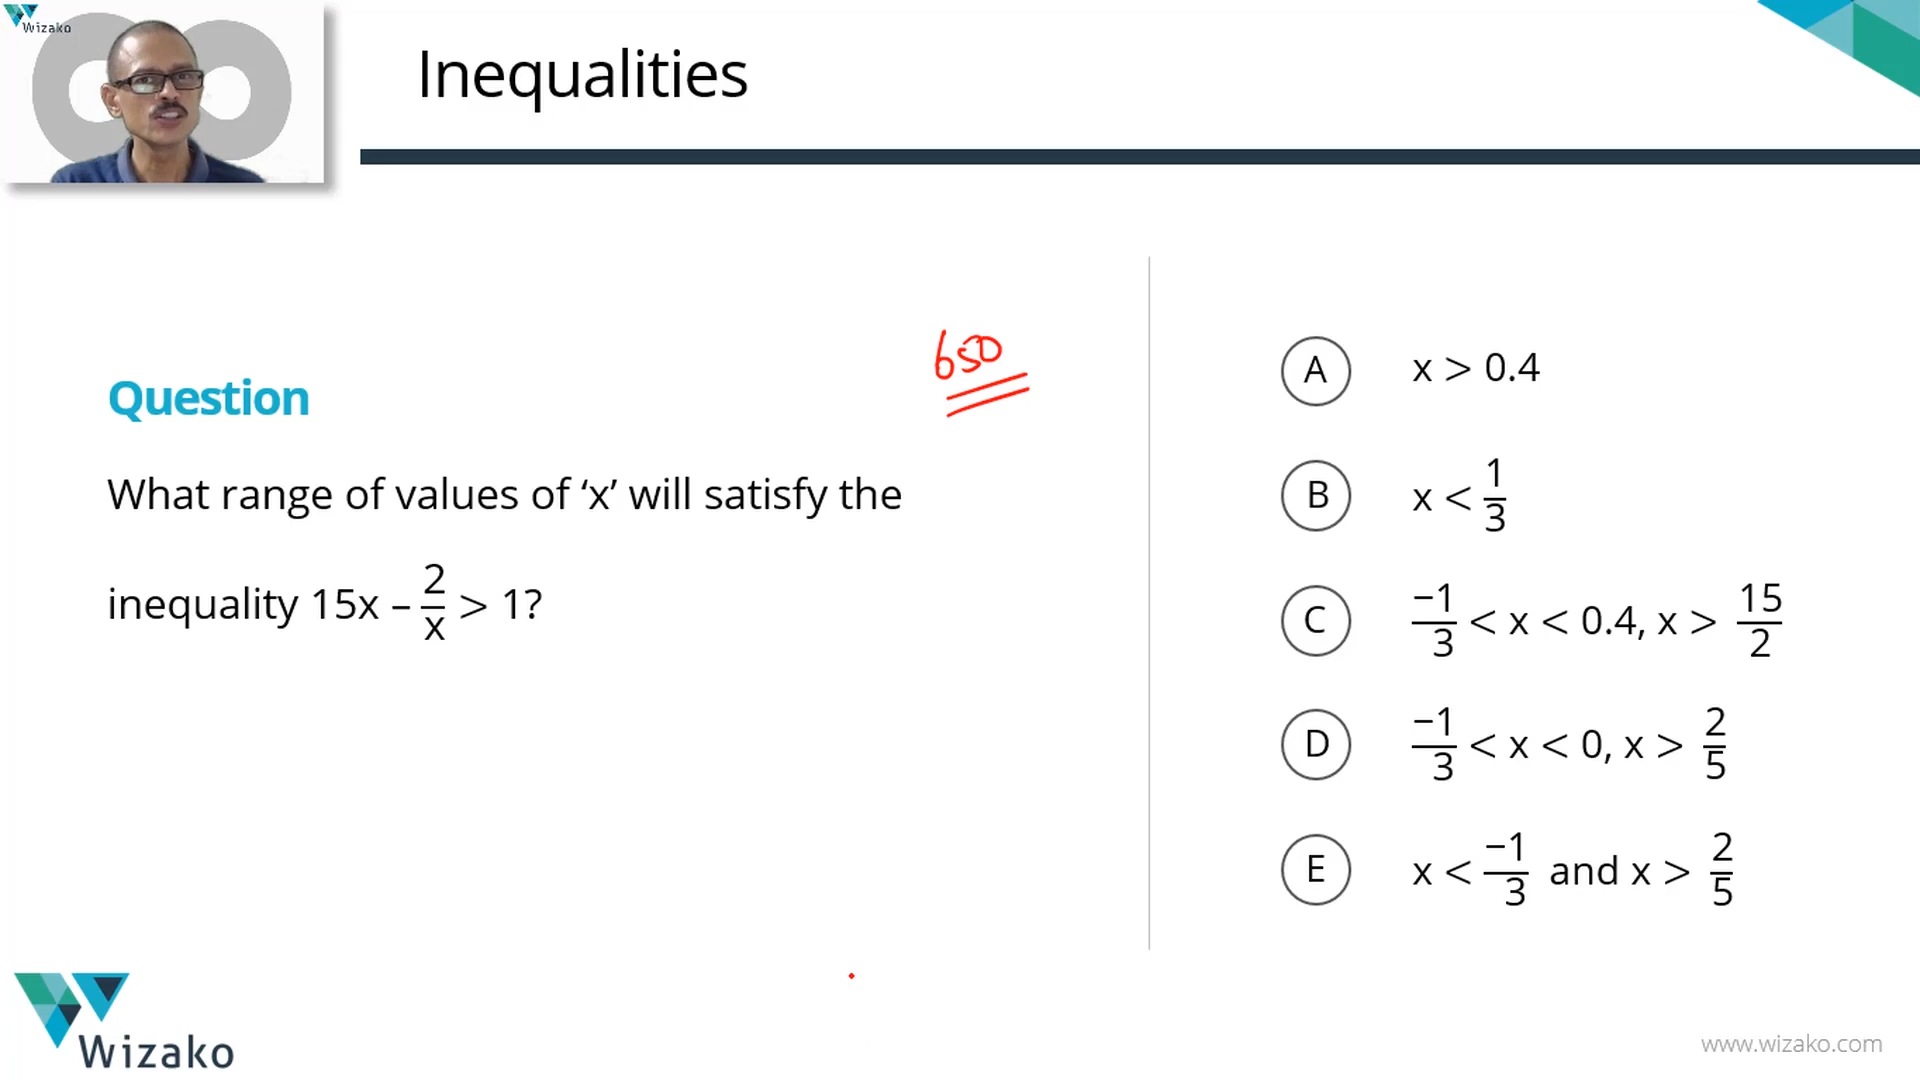 Wizako
Inequalities
650
Question
What range of values of ‘x’ will satisfy the
inequality 15x – 2/x > 1?
A x > 0.4
B x < 1/3
C −1/3 < x < 0.4, x > 15/2
D −1/3 < x < 0, x > 2/5
E x < −1/3 and x > 2/5
Wizako
www.wizako.com